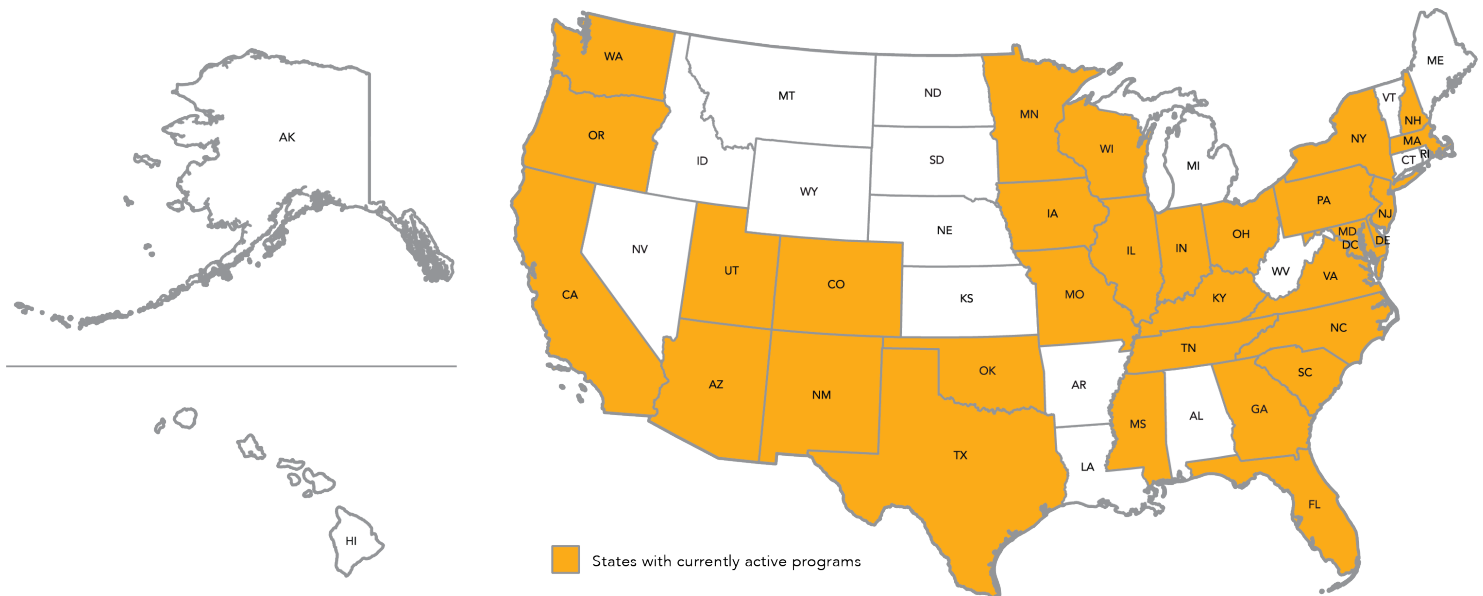 WA
MT
ND
MN
ME
VT
NH
AK
OR
ID
SD
WI
NY
MA
MI
CT
RI
WY
PA
IA
NJ
NE
OH
MD
DE
DC
NV
IL
IN
UT
CO
WV
VA
CA
KS
MO
KY
NC
TN
AZ
NM
OK
AR
SC
GA
MS
AL
TX
LA
FL
HI
States with currently active programs